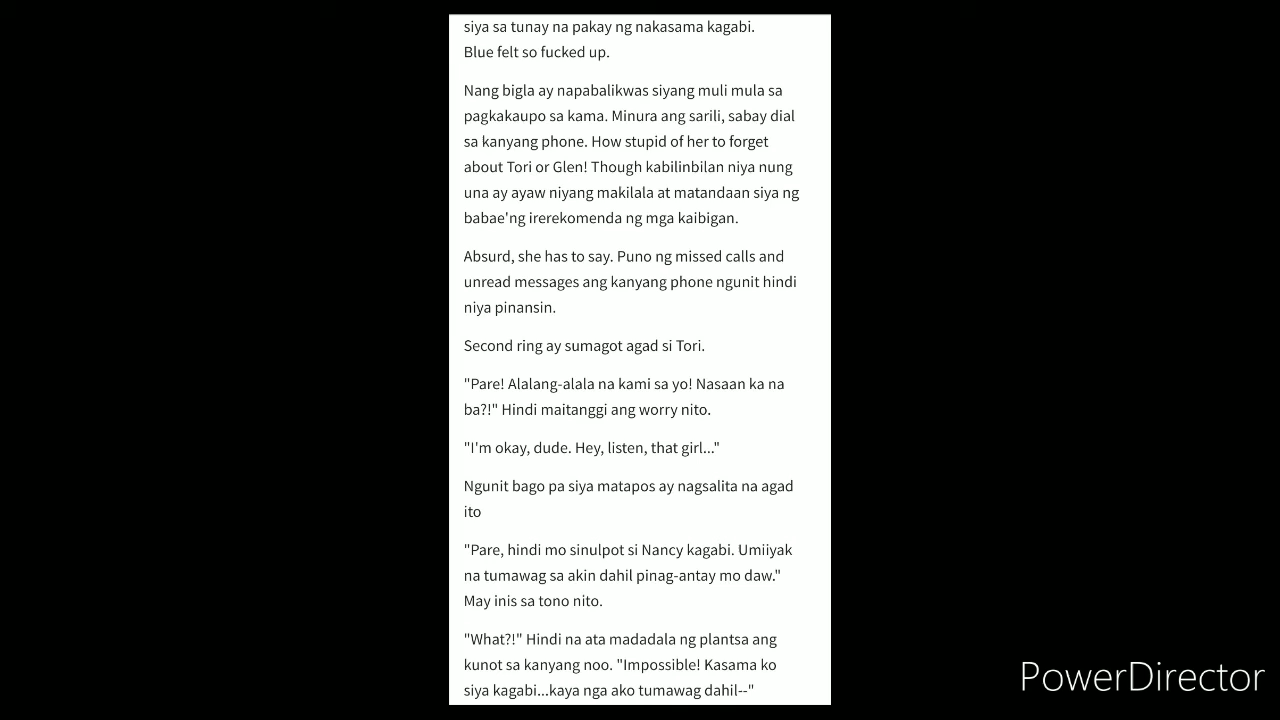 siya sa tunay na pakay ng nakasama kagabi.
Blue felt so fucked up.
Nang bigla ay napabalikwas siyang muli mula sa
pagkakaupo sa kama. Minura ang sarili, sabay dial
sa kanyang phone. How stupid of her to forget
about Tori or Glen! Though kabilinbilan niya nung
una ay ayaw niyang makilala at matandaan siya ng
babae'ng irerekomenda ng mga kaibigan.
Absurd, she has to say. Puno ng missed calls and
unread messages ang kanyang phone ngunit hindi
niya pinansin.
Second ring ay sumagot agad si Tori.
"Pare! Alalang-alala na kami sa yo! Nasaan ka na
ba?!" Hindi maitanggi ang worry nito.
"I'm okay, dude. Hey, listen, that girl..."
Ngunit bago pa siya matapos ay nagsalita na agad
ito
"Pare, hindi mo sinulpot si Nancy kagabi. Umiiyak
na tumawag sa akin dahil pinag-antay mo daw."
May inis sa tono nito.
"What?!" Hindi na ata madadala ng plantsa ang
kunot sa kanyang noo. "Impossible! Kasama ko
siya kagabi...kaya nga ako tumawag dahil--"
PowerDirector